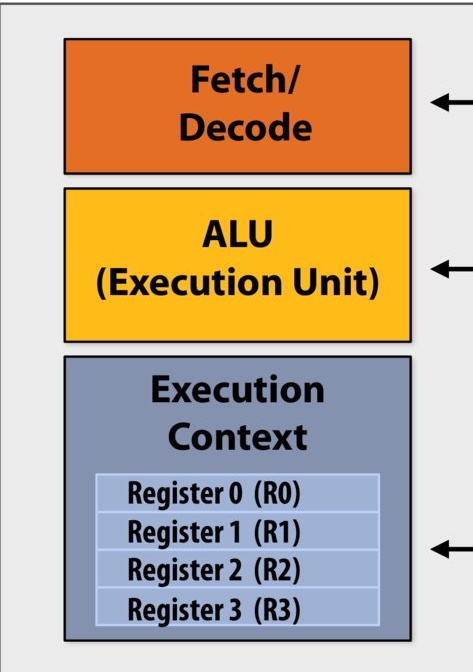 Fetch/
Decode
ALU
(Execution Unit)
Execution
Context
Register 0 (R0)
Register 1 (R1)
Register 2 (R2)
Register 3 (R3)